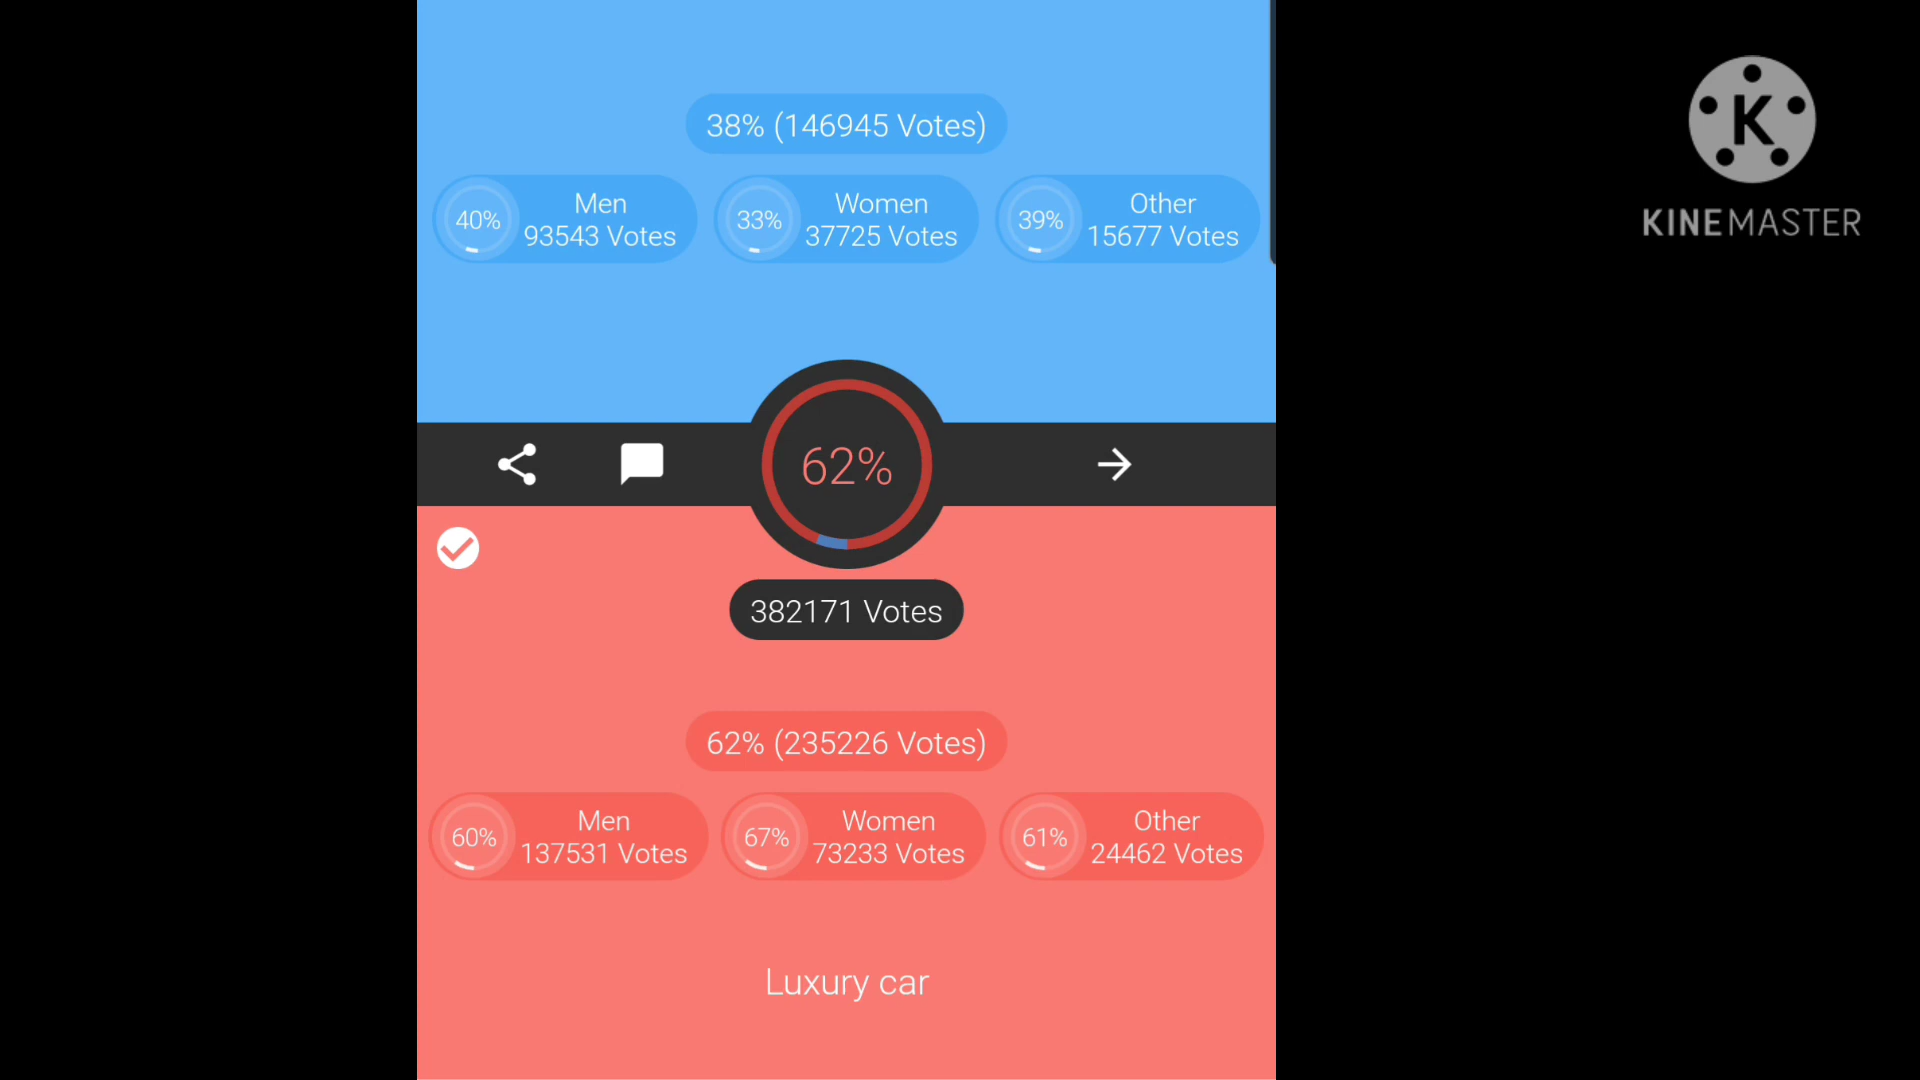 38% (146945 Votes)
40%
Men
93543 Votes
33%
Women
37725 Votes
39%
Other
15677 Votes
K
KINEMASTER
62%
382171 Votes
62% (235226 Votes)
60%
Men
137531 Votes
67%
Women
73233 Votes
61%
Other
24462 Votes
Luxury car